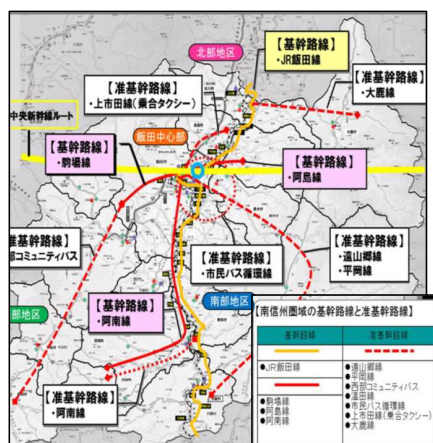 北部地区
【基幹路線】
・JR飯田線
【准基幹路線】
・上市田線(乗合タクシー)
【准基幹路線】
・大鹿線
中央新幹線ルート
飯田中心部
【基幹路線】
・駒場線
【基幹路線】
・阿島線
准基幹路線】
部コミュニティバス
【准基幹路線】
・市民バス循環線
【准基幹路線】
・遠山郷線
・平岡線
部地区
【基幹路線】
・阿南線
南部地区
【准基幹路線】
・阿南線
【南信州圏域の基幹路線と准基幹路線】
基幹路線
准基幹路線
●JR飯田線
●駒場線
●阿島線
●阿南線
●遠山郷線
●平岡線
●西部コミュニティバス
●温田線
●市民バス循環線
●上市田線(乗合タクシー)
●大鹿線